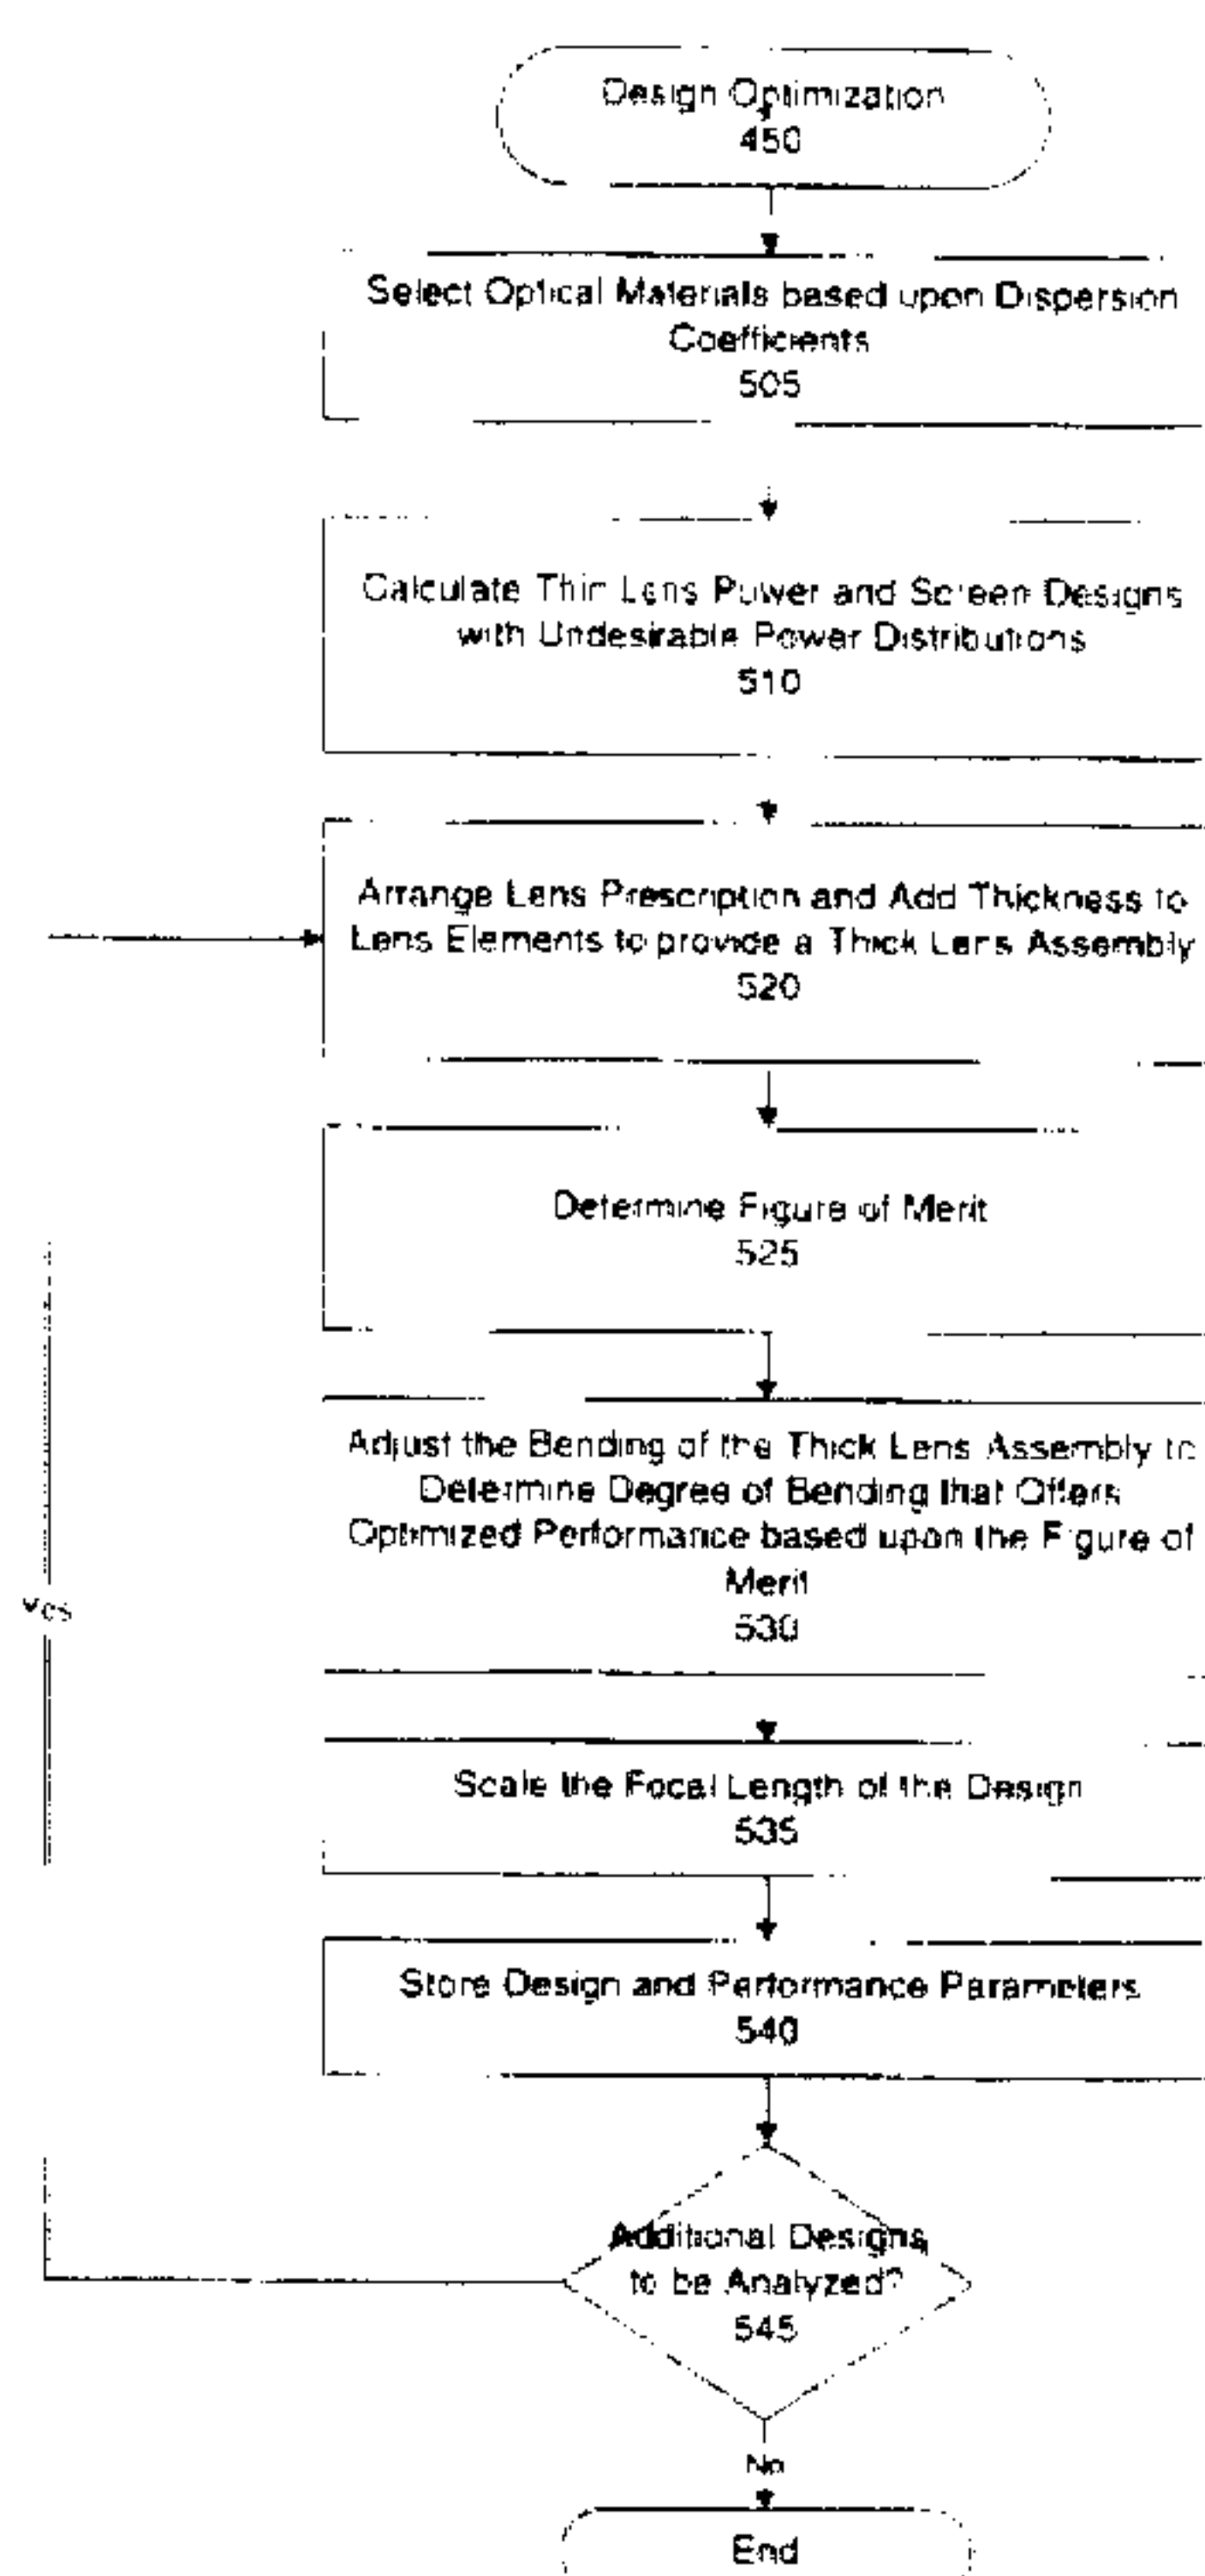 Design Optimization
450
Select Optical Materials based upon Dispersion
Coefficients
505
Calculate Thin Lens Power and Screen Designs
with Undesirable Power Distributions
510
Arrange Lens Prescription and Add Thickness to
Lens Elements to provide a Thick Lens Assembly
520
Determine Figure of Merit
525
Adjust the Bending of the Thick Lens Assembly to
Determine Degree of Bending that Offers
Optimized Performance based upon the Figure of
Merit
530
Yes
Scale the Focal Length of the Design
535
Store Design and Performance Parameters
540
Additional Designs
to be Analyzed?
545
No
End